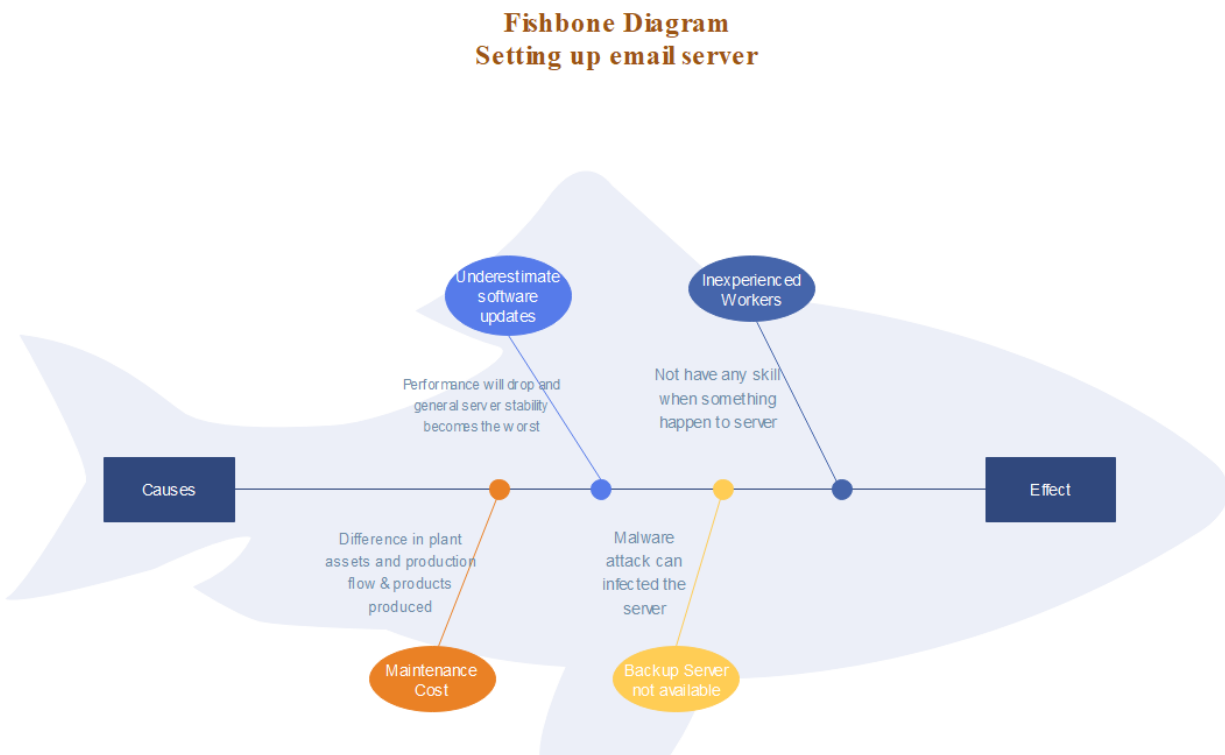 Fishbone Diagram
Setting up email server
Underestimate
software
updates
Inexperienced
Workers
Performance will drop and
general server stability
becomes the worst
Not have any skill
when something
happen to server
Causes
Effect
Difference in plant
assets and production
flow & products
produced
Malware
attack can
infected the
server
Maintenance
Cost
Backup Server
not available